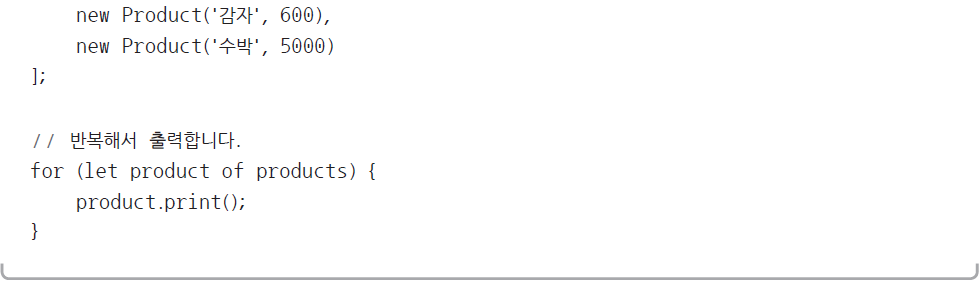 new Product('감자', 600),
new Product('수박', 5000)
];
// 반복해서 출력합니다.
for (let product of products) {
product.print();
}